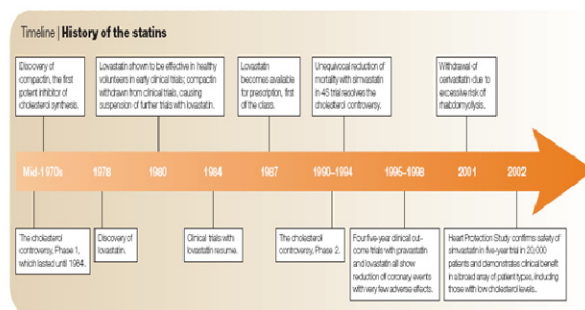 Timeline | History of the statins
Discovery of
compactin, the first
potent inhibitor of
cholesterol synthesis.
Lovastatin shown to be effective in healthy
volunteers in early clinical trials; compactin
withdrawn from clinical trials, causing
suspension of further trials with lovastatin.
Lovastatin
becomes available
for prescription, first
of the class.
Unequivocal reduction of
mortality with simvastatin
in 4S trial resolves the
cholesterol controversy.
Withdrawal of
cerivastatin due to
excessive risk of
rhabdomyolysis.
Mid-1970s
1978
1980
1984
1987
1990–1994
1995–1998
2001
2002
The cholesterol
controversy, Phase 1,
which lasted until 1984.
Discovery of
lovastatin.
Clinical trials with
lovastatin resume.
The cholesterol
controversy, Phase 2.
Four five-year clinical out-
come trials with pravastatin
and lovastatin all show
reduction of coronary events
with very few adverse effects.
Heart Protection Study confirms safety of
simvastatin in five-year trial in 20,000
patients and demonstrates clinical benefit
in a broad array of patient types, including
those with low cholesterol levels.